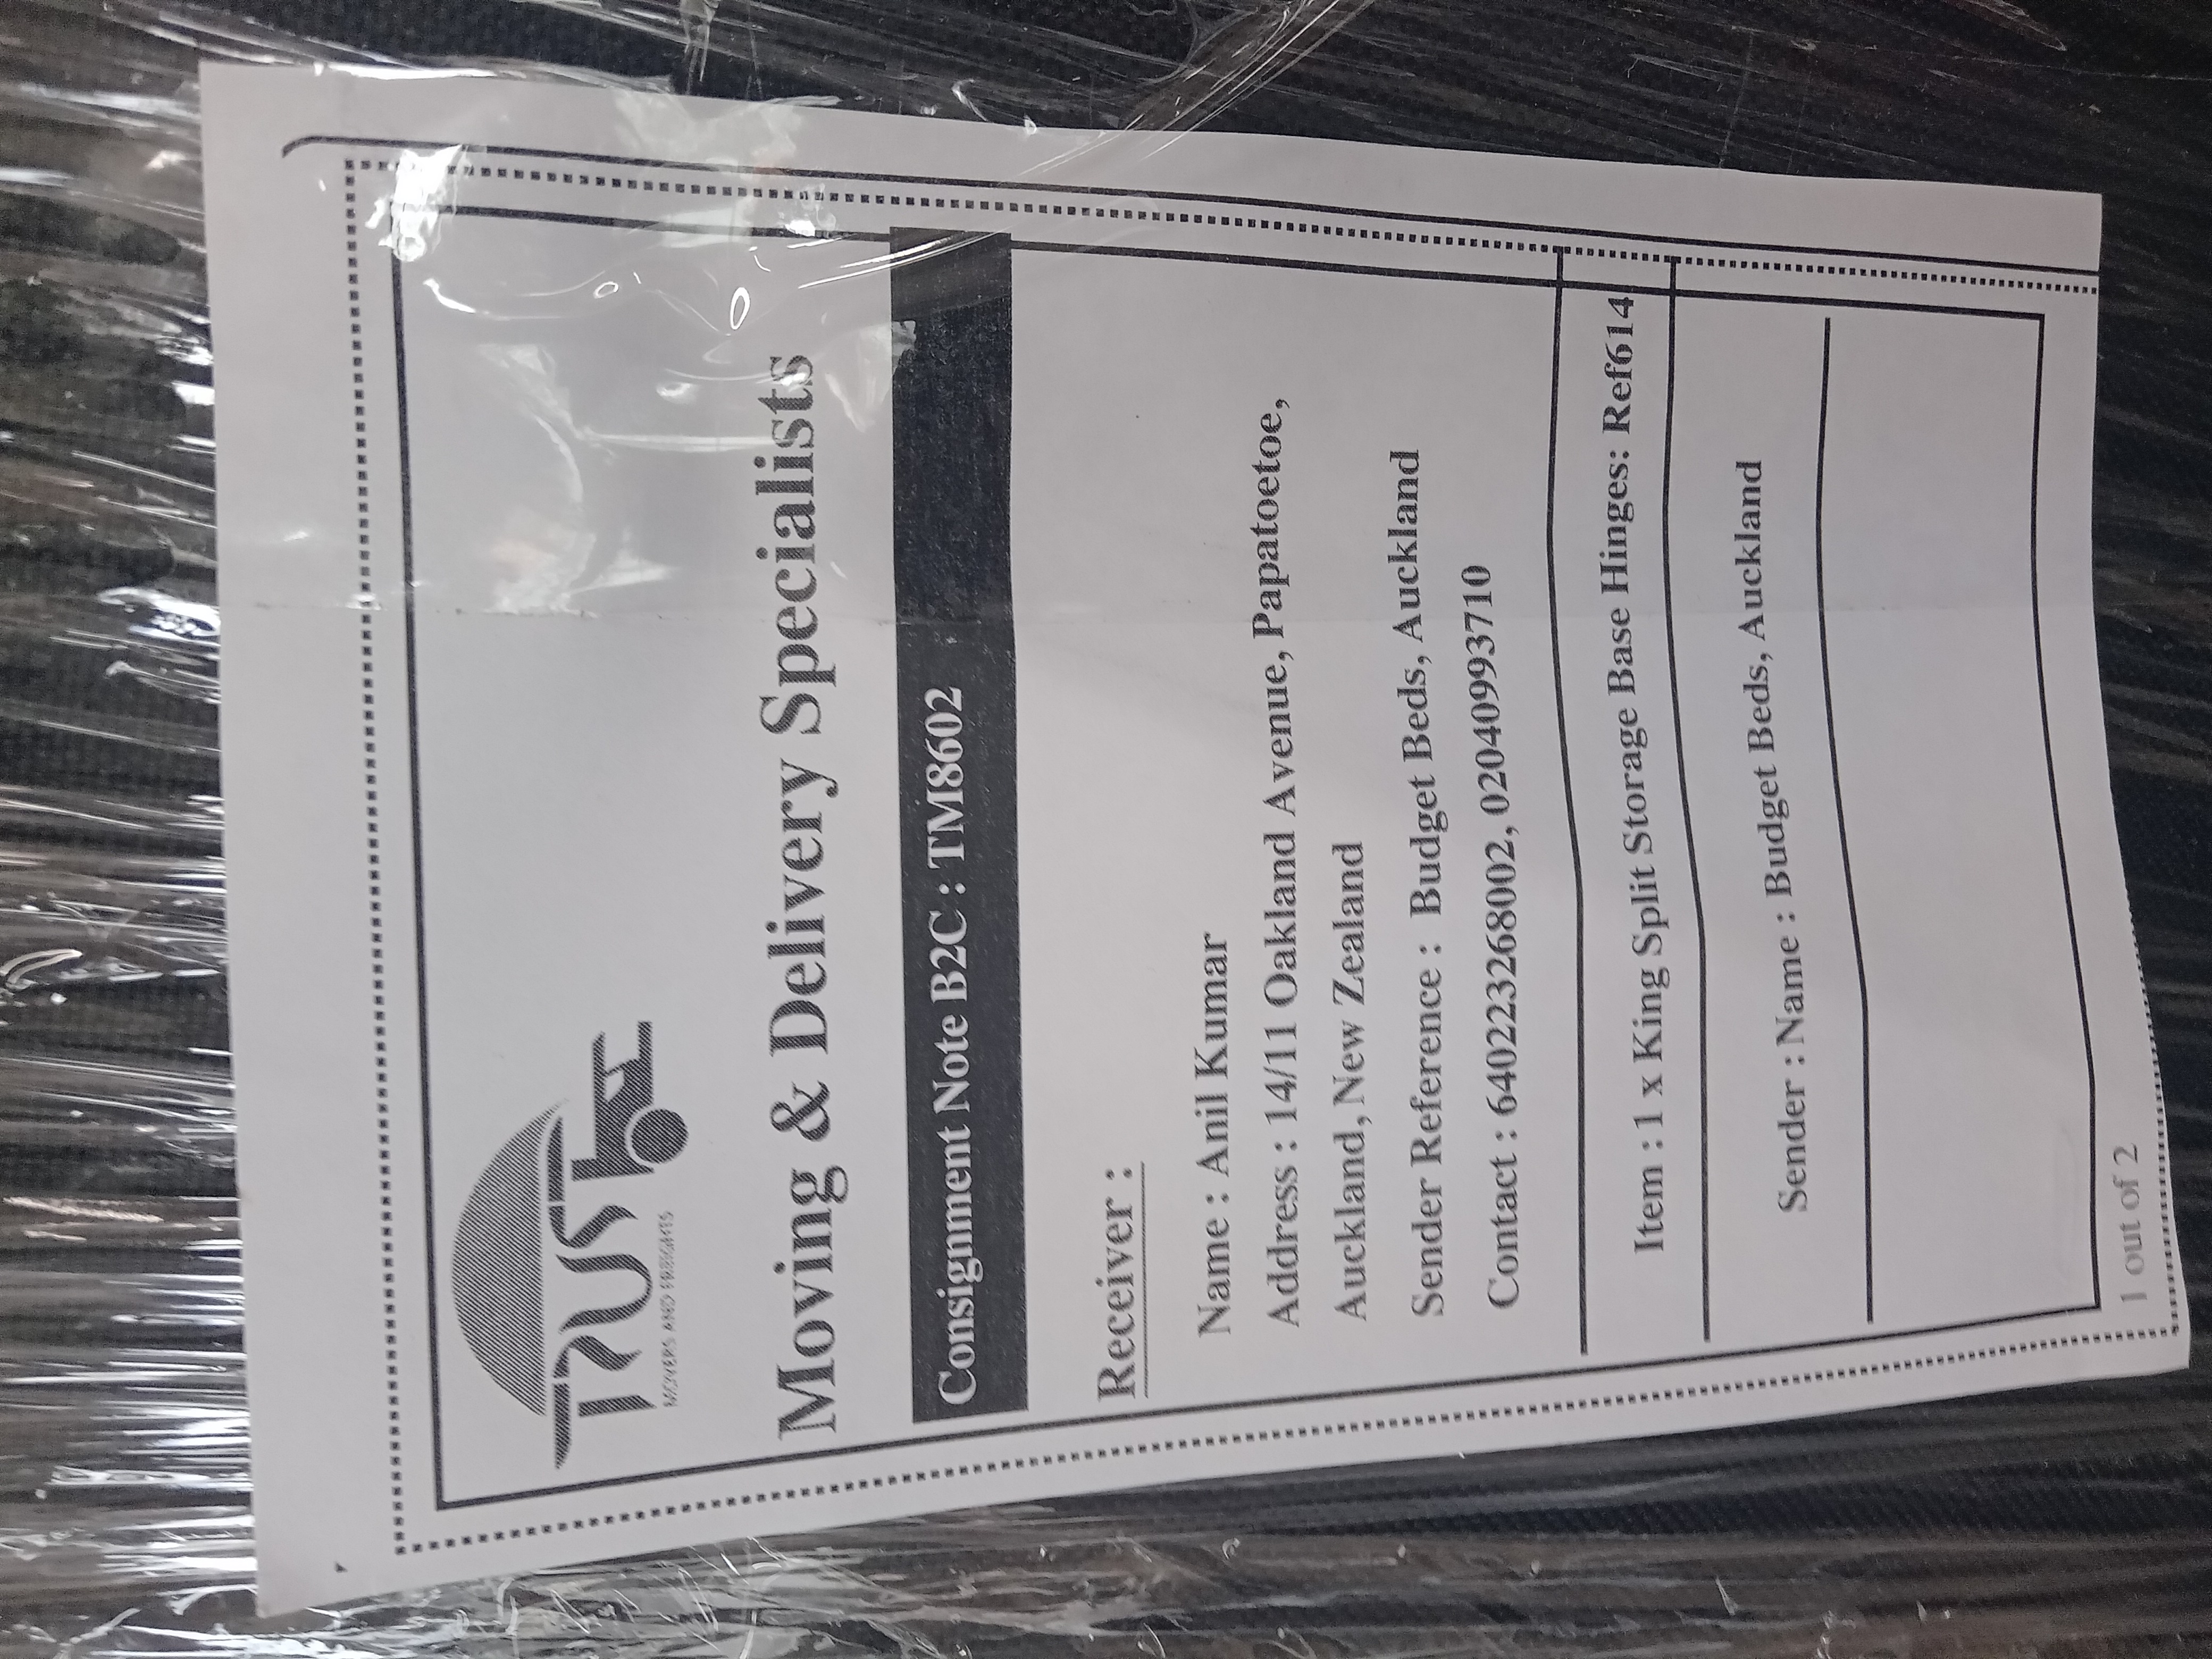 TRUST
MOVERS AND FREIGHTS
Moving & Delivery Specialists
Consignment Note B2C : TM8602
Receiver :
Name : Anil Kumar
Address : 14/11 Oakland Avenue, Papatoetoe,
Auckland, New Zealand
Sender Reference : Budget Beds, Auckland
Contact : 6402232268002, 02040993710
Item : 1 x King Split Storage Base Hinges: Ref614
Sender : Name : Budget Beds, Auckland
1 out of 2